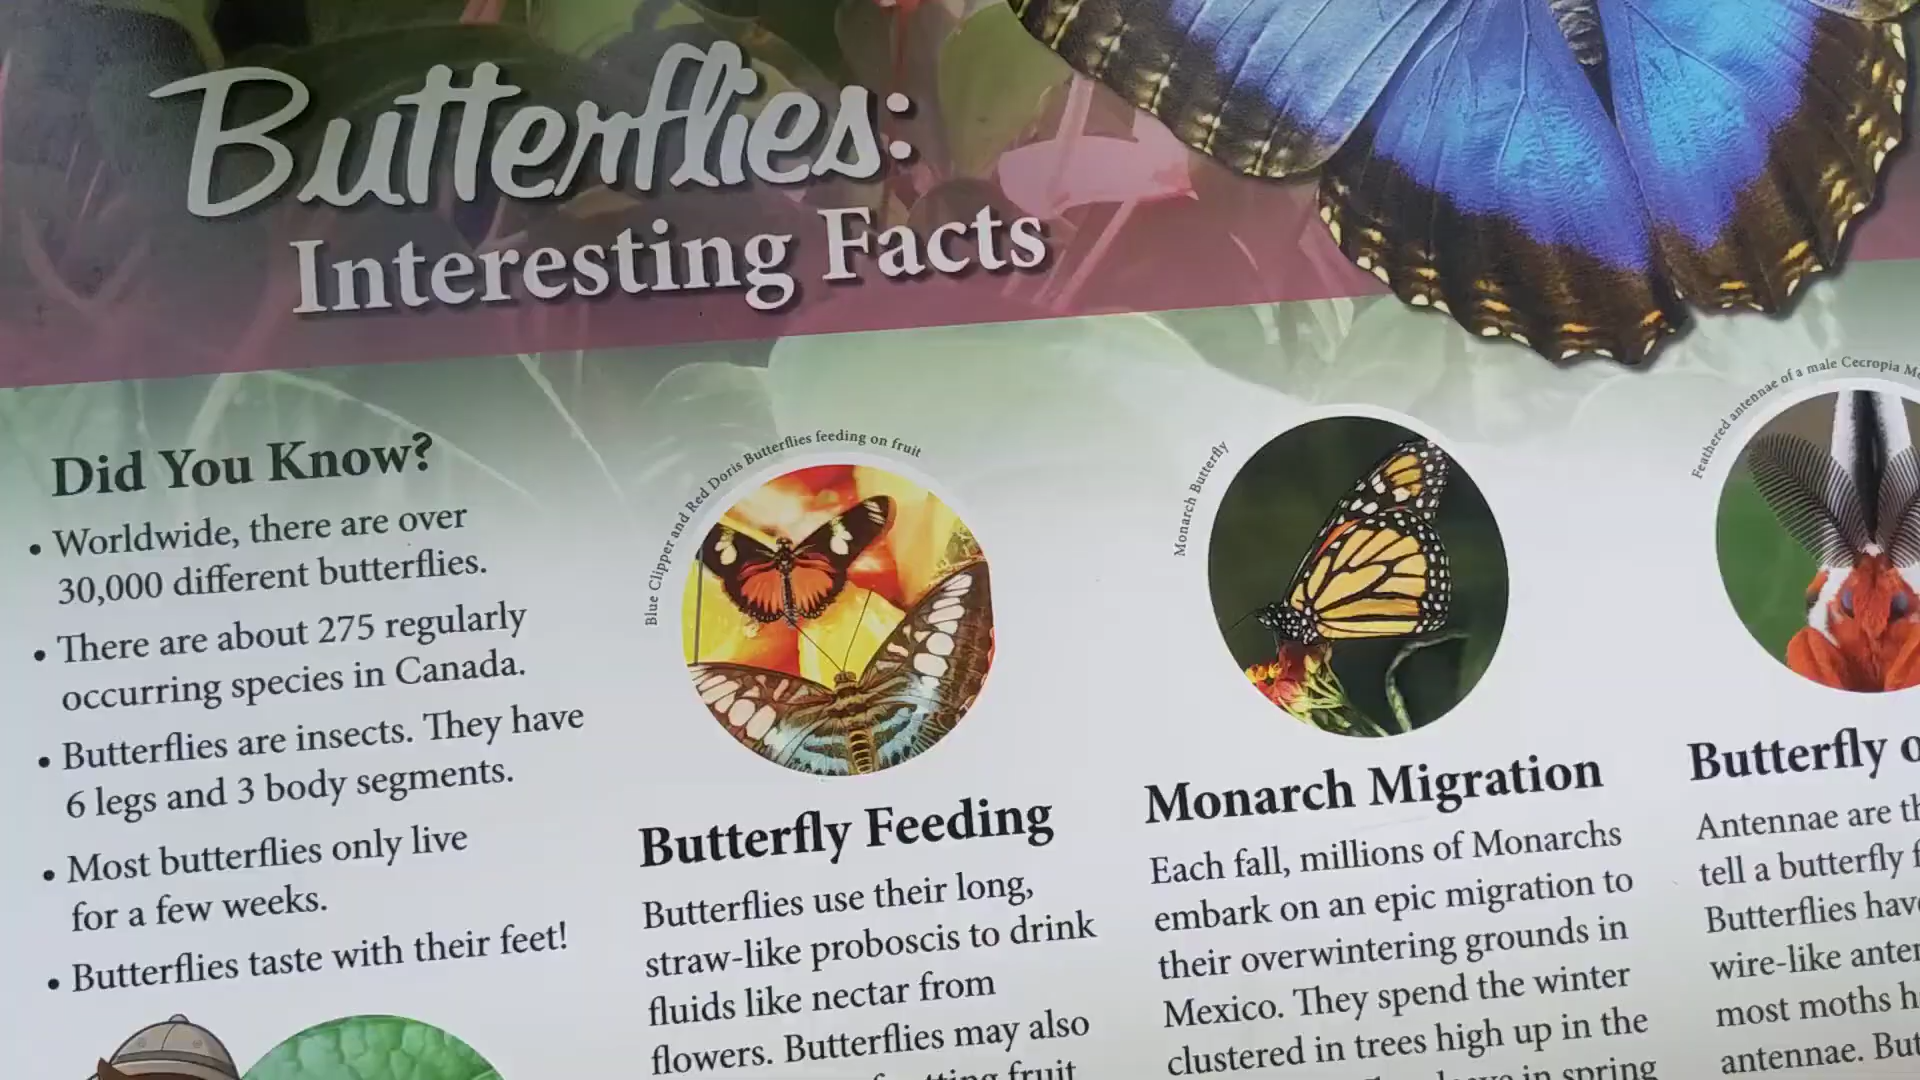 Butterflies:
Interesting Facts
Did You Know?
• Worldwide, there are over
30,000 different butterflies.
• There are about 275 regularly
occurring species in Canada.
• Butterflies are insects. They have
6 legs and 3 body segments.
• Most butterflies only live
for a few weeks.
• Butterflies taste with their feet!
Blue Clipper and Red Doris Butterflies feeding on fruit
Butterfly Feeding
Butterflies use their long,
straw-like proboscis to drink
fluids like nectar from
flowers. Butterflies may also
fruit
Monarch Butterfly
Monarch Migration
Each fall, millions of Monarchs
embark on an epic migration to
their overwintering grounds in
Mexico. They spend the winter
clustered in trees high up in the
in spring
Feathered antennae of a male Cecropia
Butterfly
Antennae are
tell a butterfly
Butterflies
wire-like
most moths
antennae.